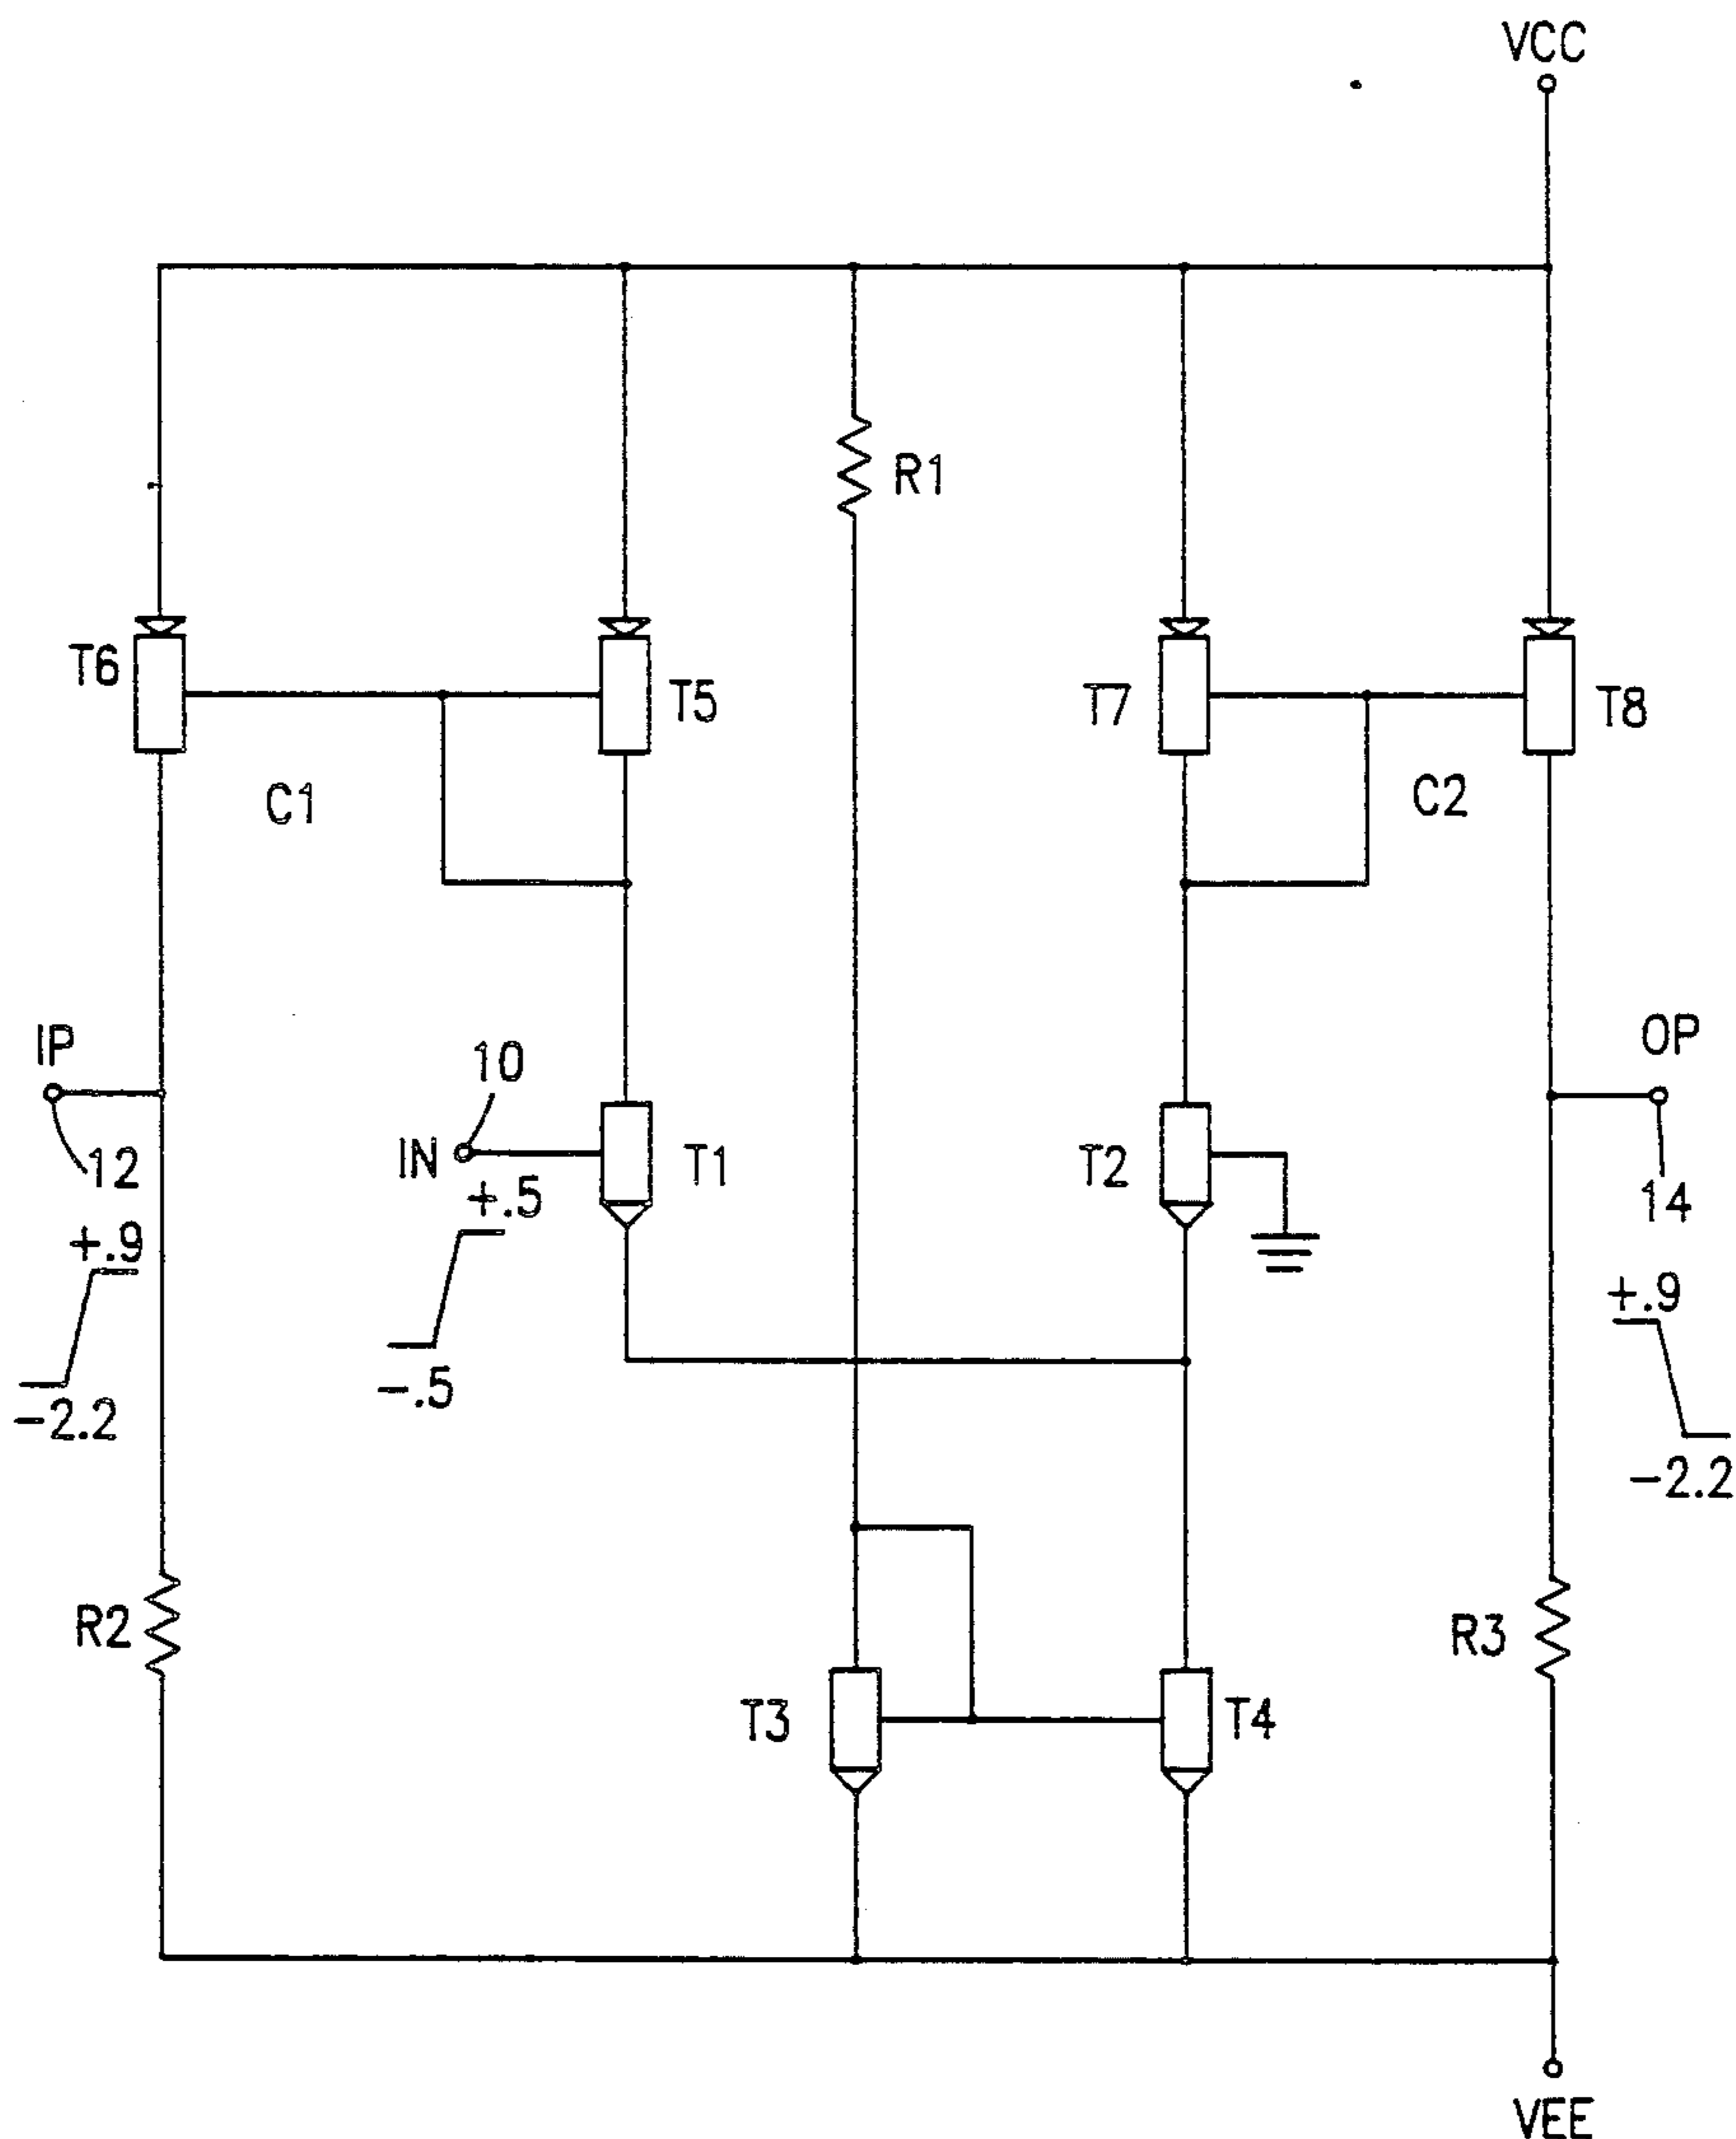 VCC
R1
T6
T5
T7
T8
C1
C2
IP
10
OP
12
IN
T1
T2
14
+.5
+.9
-.5
-2.2
+.9
-2.2
R2
R3
T3
T4
VEE